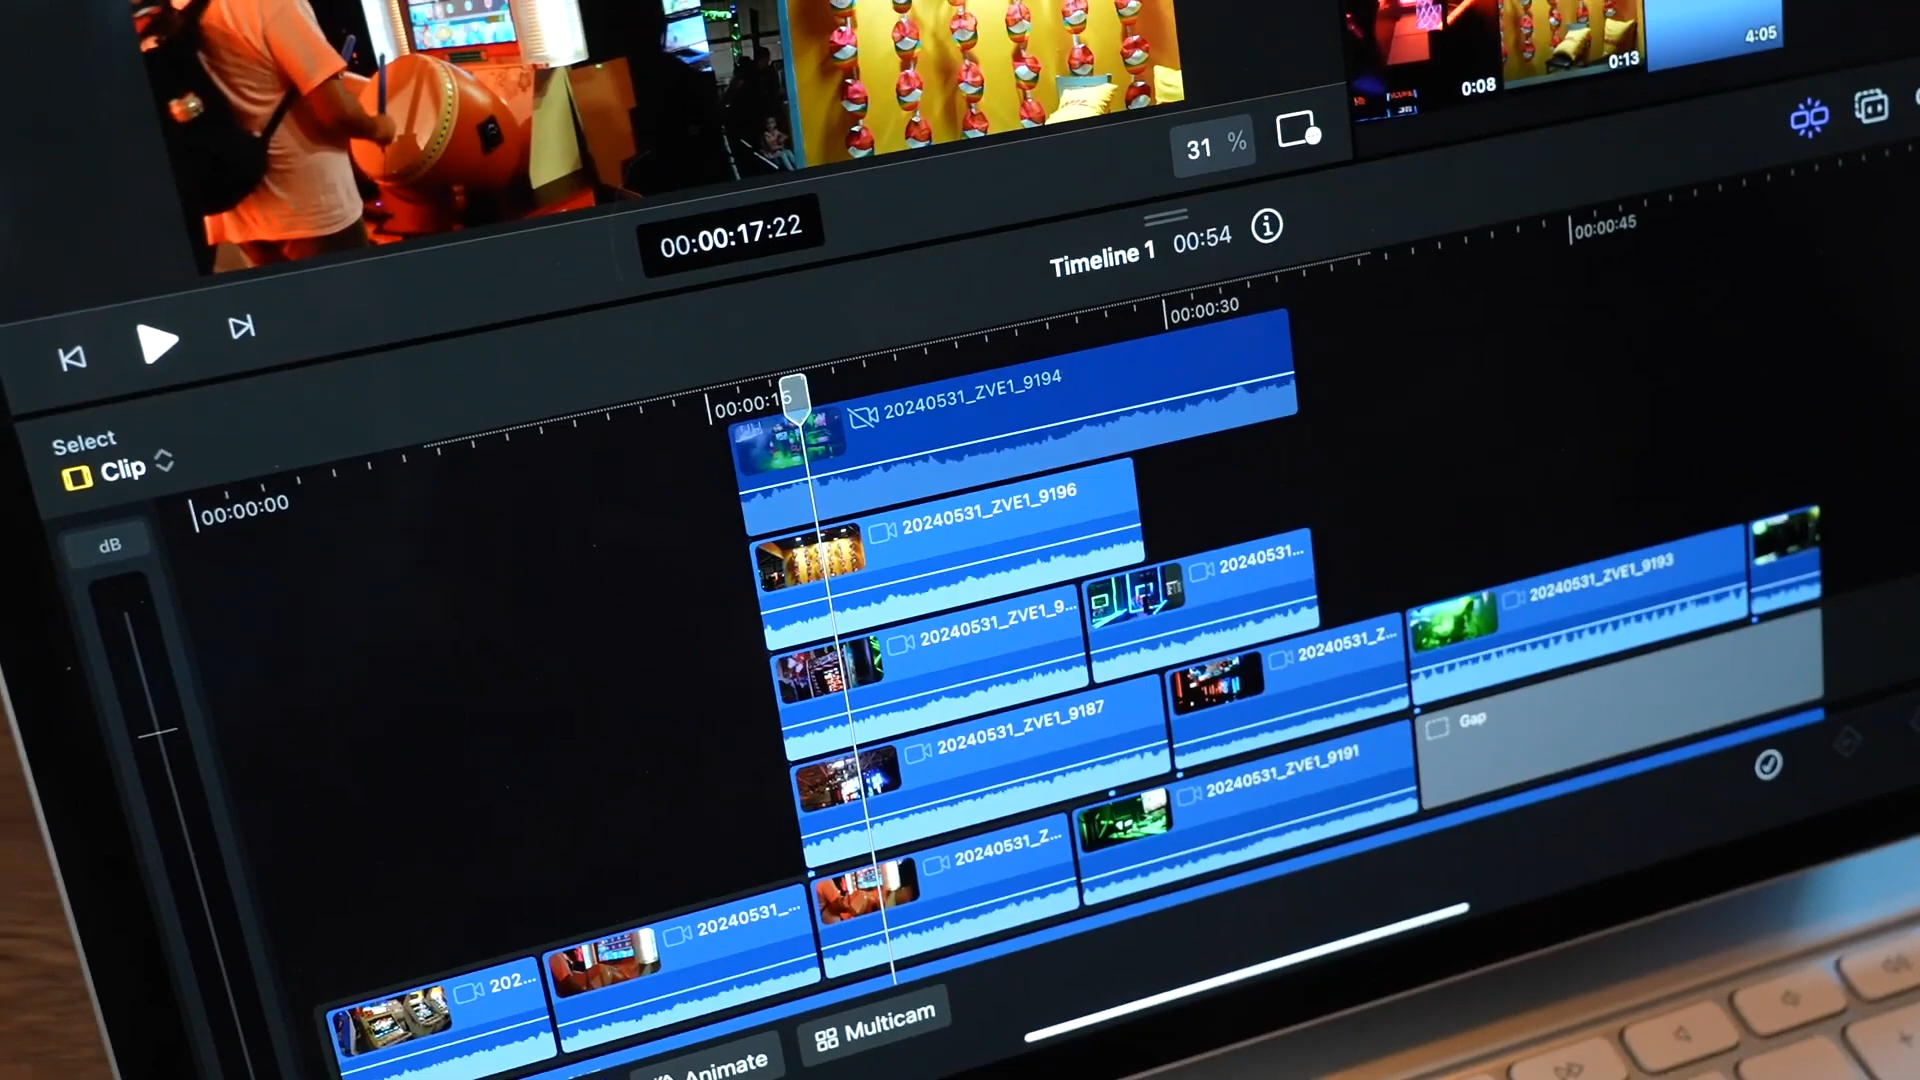 4:05
0:13
0:08
31 %
00:00:17:22
Timeline 1 00:54
00:00:45
00:00:30
00:00:15
00:00:00
Select
Clip
dB
20240531_ZVE1_9194
20240531_ZVE1_9196
20240531_ZVE1_9...
20240531...
20240531_ZVE1_9187
20240531_Z...
20240531_ZVE1_9193
20240531_Z...
20240531_ZVE1_9191
Gap
202...
20240531_...
Animate
Multicam